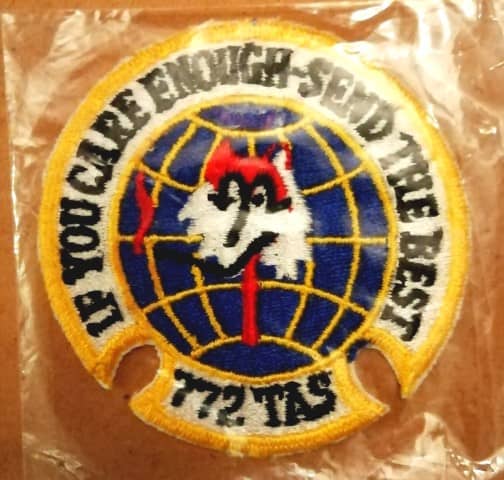 IF YOU CARE ENOUGH-SEND THE BEST
772 TAS